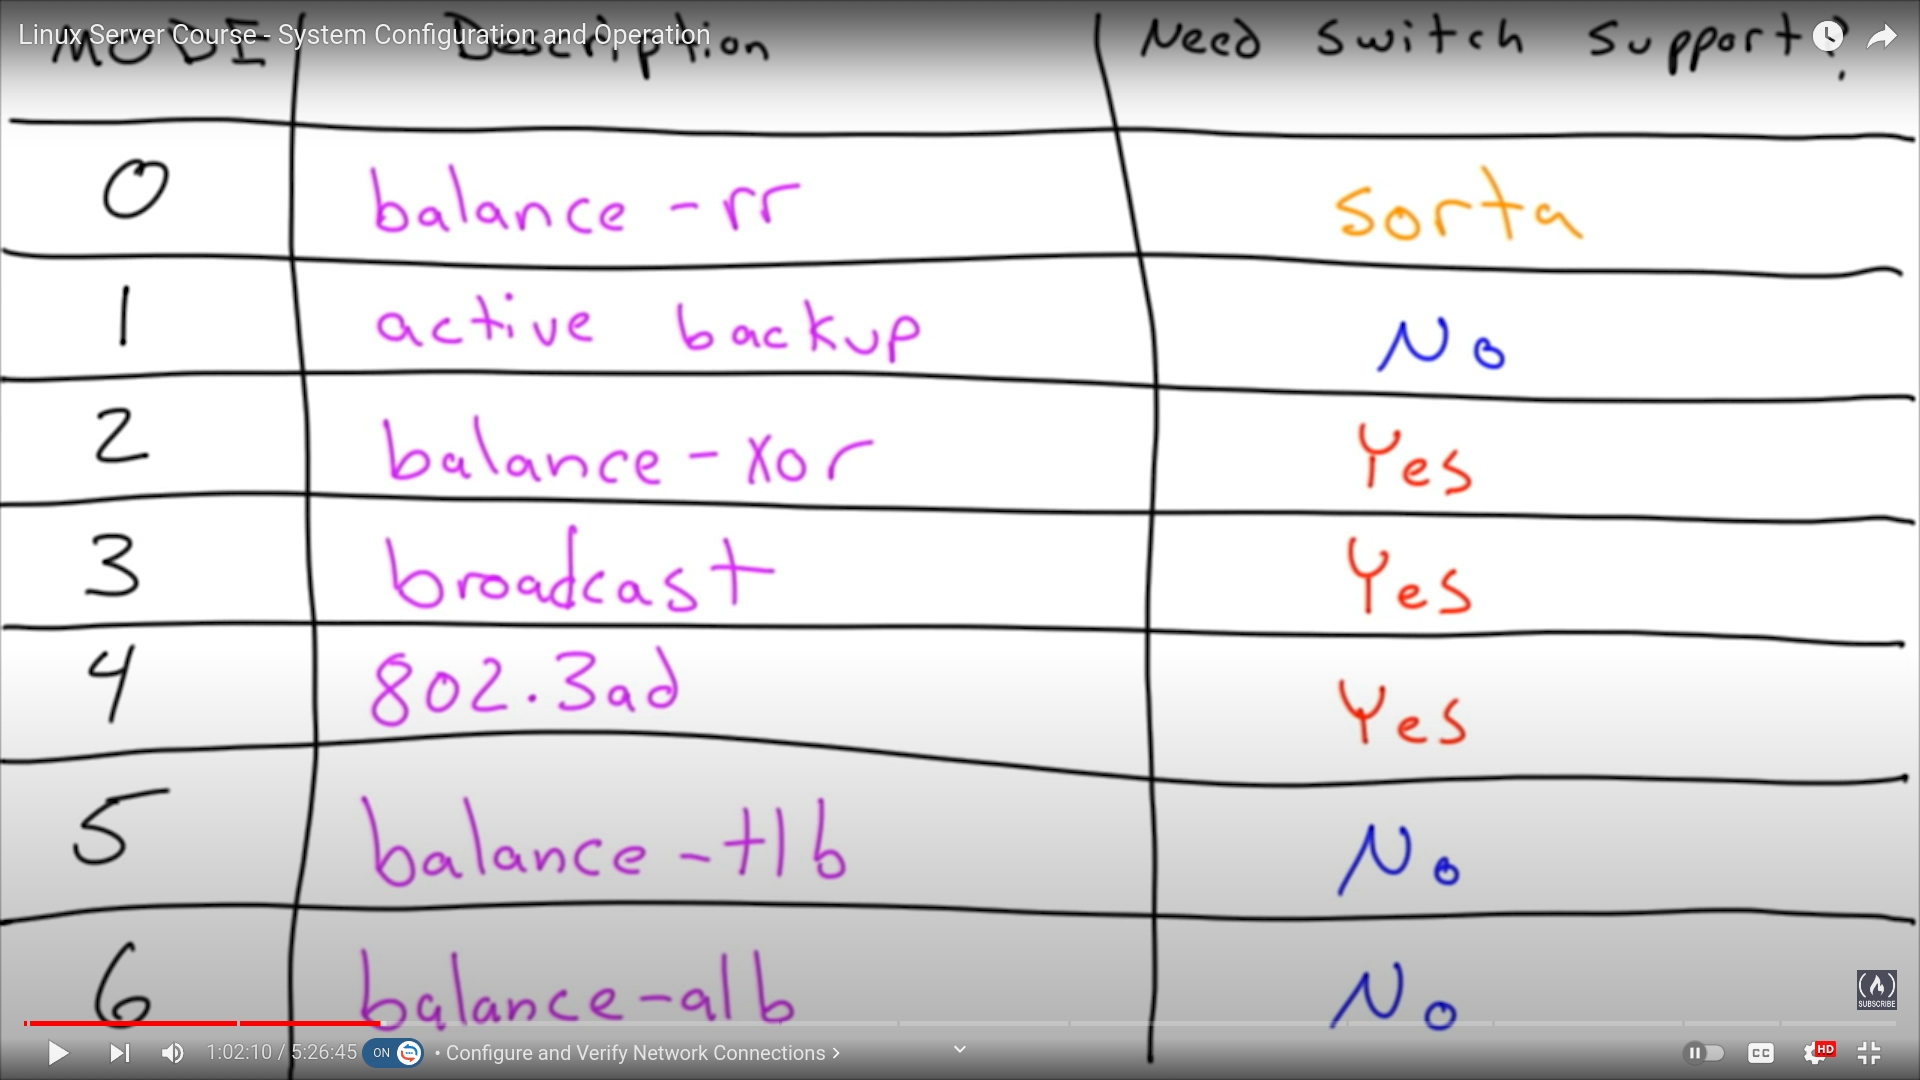 Linux Server Course - System Configuration and Operation
MODE Description Need Switch Support?
0 balance-rr sorta
1 active backup No
2 balance-xor Yes
3 broadcast Yes
4 802.3ad Yes
5 balance-tlb No
6 balance-alb No
SUBSCRIBE
1:02:10 / 5:26:45 ON • Configure and Verify Network Connections CC HD